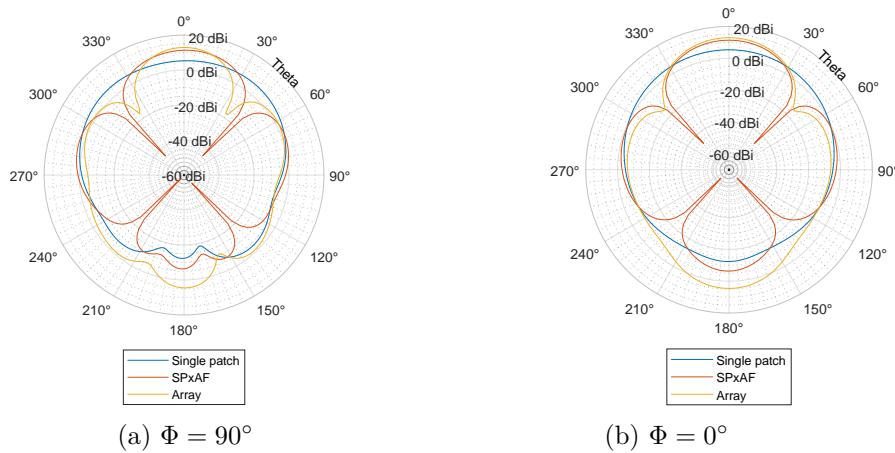 0°
330°
30°
20 dBi
Theta
0 dBi
300°
60°
-20 dBi
-40 dBi
270°
-60 dBi
90°
240°
120°
210°
150°
180°
Single patch
SPxAF
Array
(a) Φ = 90°
0°
330°
30°
20 dBi
Theta
0 dBi
300°
60°
-20 dBi
-40 dBi
-60 dBi
270°
90°
240°
120°
210°
150°
180°
Single patch
SPxAF
Array
(b) Φ = 0°